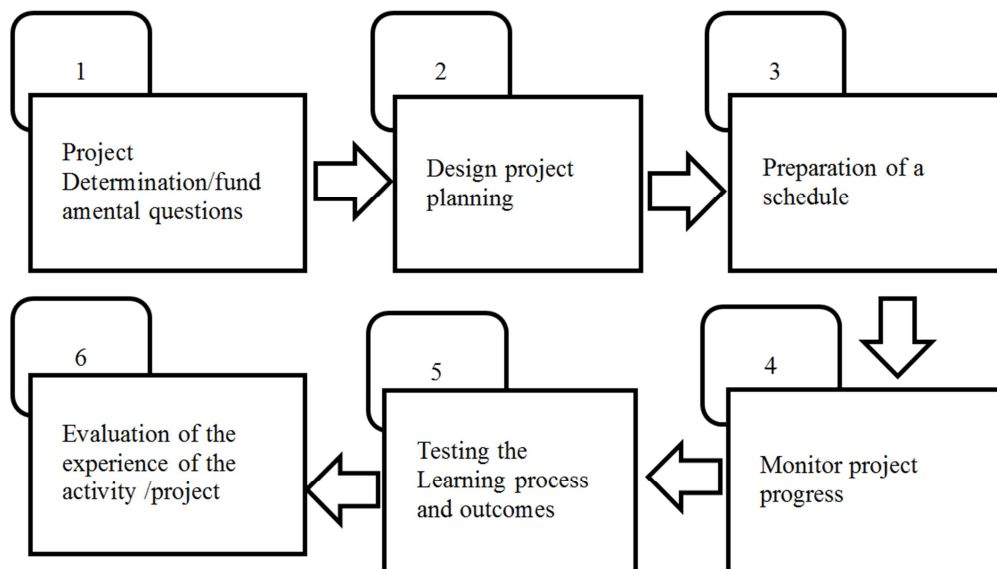 1
Project
Determination/fund
amental questions
2
Design project
planning
3
Preparation of a
schedule
4
Monitor project
progress
5
Testing the
Learning process
and outcomes
6
Evaluation of the
experience of the
activity /project